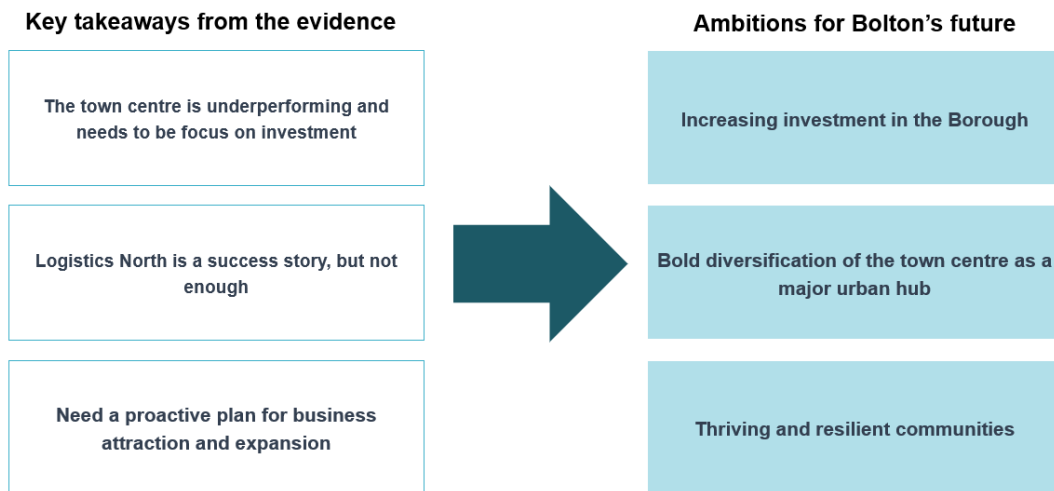 Key takeaways from the evidence
The town centre is underperforming and
needs to be focus on investment
Logistics North is a success story, but not
enough
Need a proactive plan for business
attraction and expansion
Ambitions for Bolton’s future
Increasing investment in the Borough
Bold diversification of the town centre as a
major urban hub
Thriving and resilient communities